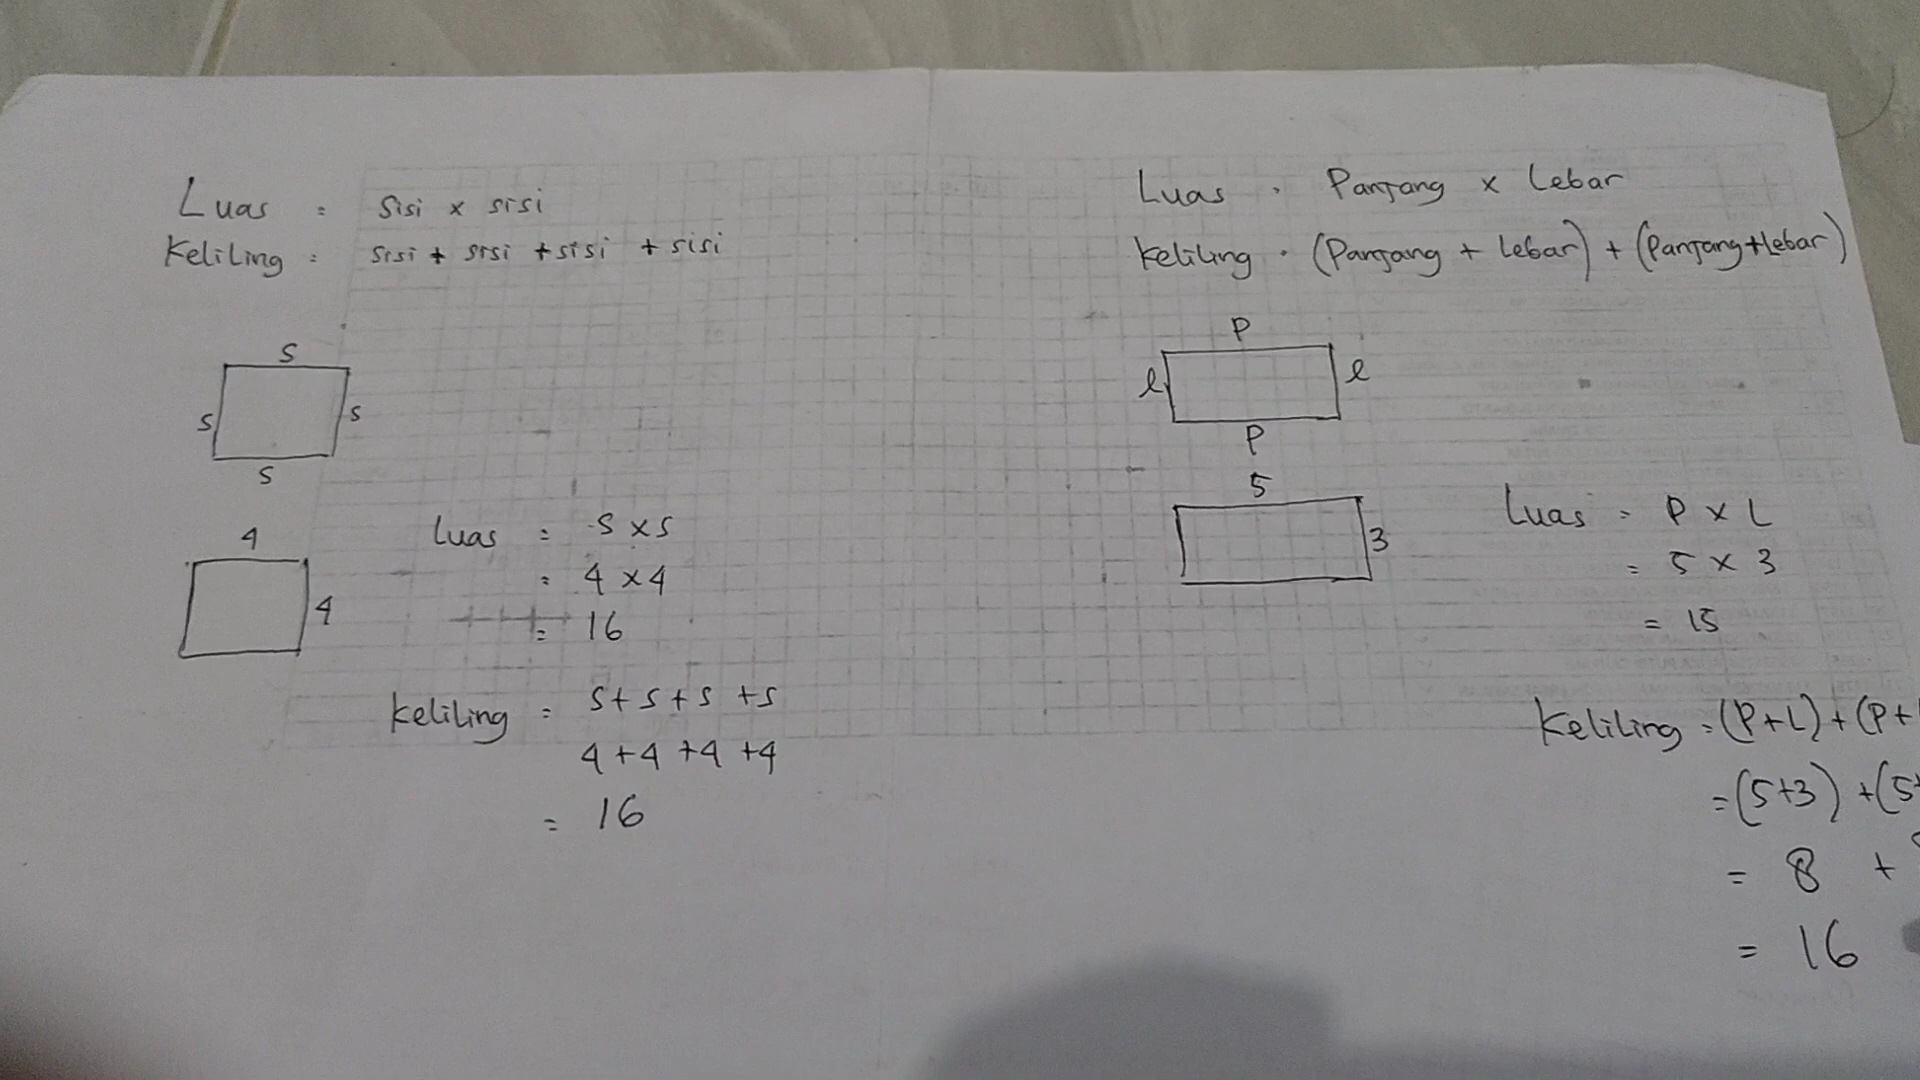 Luas = sisi x sisi
Keliling = sisi + sisi + sisi + sisi
s
s s
s
4
4
Luas = s x s
= 4 x 4
= 16
Keliling = s + s + s + s
4 + 4 + 4 + 4
= 16
Luas = Panjang x Lebar
Keliling = (Panjang + lebar) + (Panjang + lebar)
P
l l
P
5
3
Luas = P x L
= 5 x 3
= 15
Keliling = (P+L) + (P+
= (5+3) + (5+
= 8 +
= 16